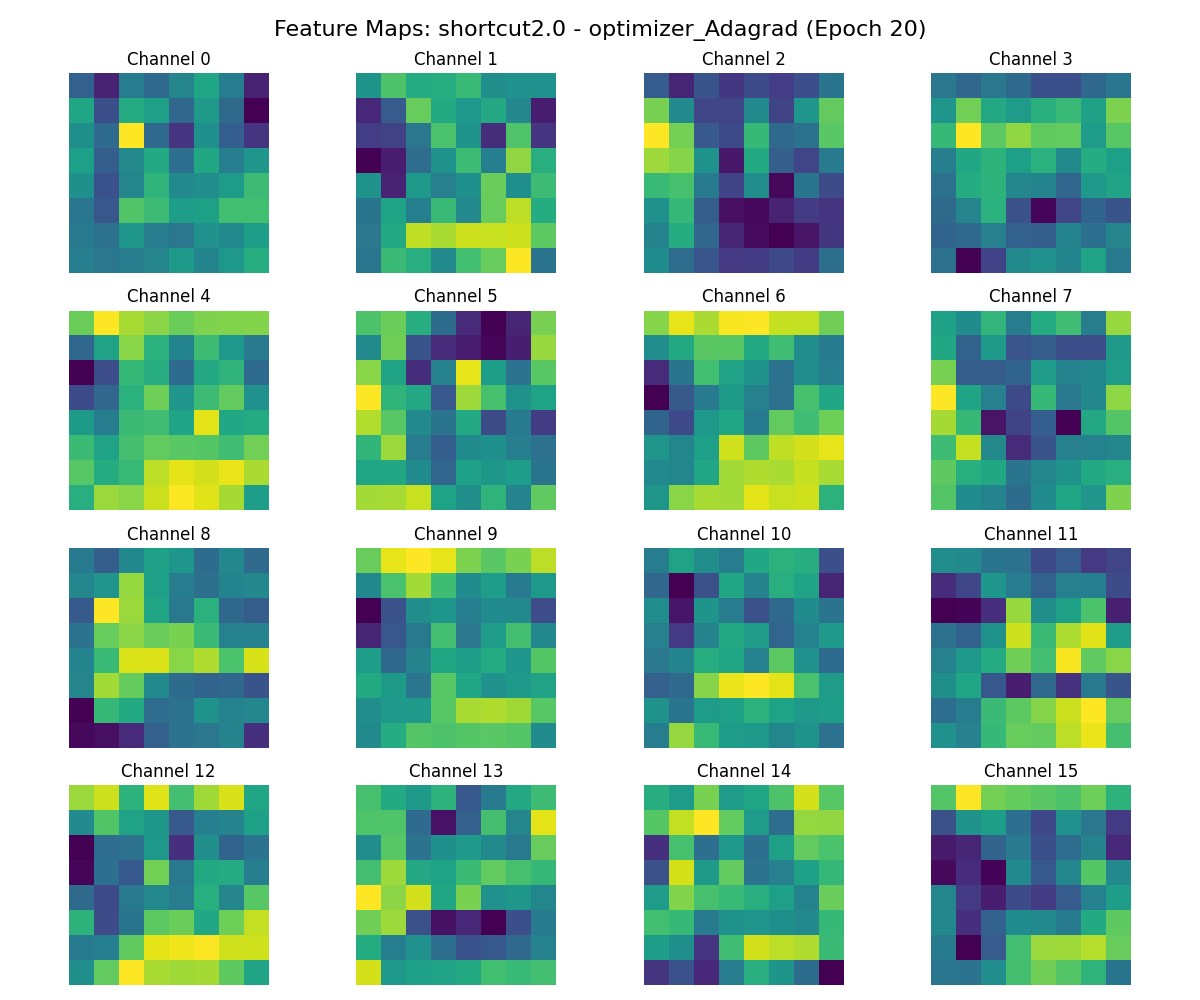 Feature Maps: shortcut2.0 - optimizer_Adagrad (Epoch 20)
Channel 0
Channel 1
Channel 2
Channel 3
Channel 4
Channel 5
Channel 6
Channel 7
Channel 8
Channel 9
Channel 10
Channel 11
Channel 12
Channel 13
Channel 14
Channel 15